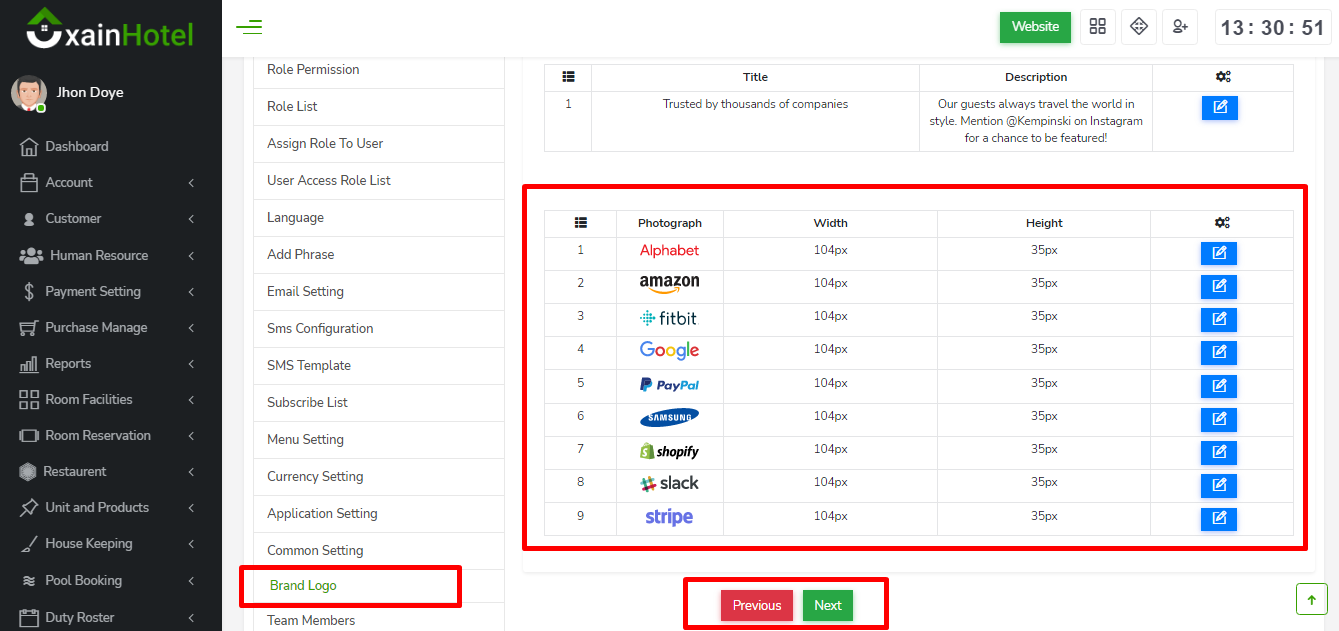 xainHotel
Website
13 : 30 : 51
Jhon Doye
Dashboard
Account
Customer
Human Resource
Payment Setting
Purchase Manage
Reports
Room Facilities
Room Reservation
Restaurent
Unit and Products
House Keeping
Pool Booking
Duty Roster
Role Permission
Role List
Assign Role To User
User Access Role List
Language
Add Phrase
Email Setting
Sms Configuration
SMS Template
Subscribe List
Menu Setting
Currency Setting
Application Setting
Common Setting
Brand Logo
Team Members
Title Description
1 Trusted by thousands of companies Our guests always travel the world in
style. Mention @Kempinski on Instagram
for a chance to be featured!
Photograph Width Height
1 Alphabet 104px 35px
2 amazon 104px 35px
3 fitbit 104px 35px
4 Google 104px 35px
5 PayPal 104px 35px
6 SAMSUNG 104px 35px
7 shopify 104px 35px
8 slack 104px 35px
9 stripe 104px 35px
Previous Next